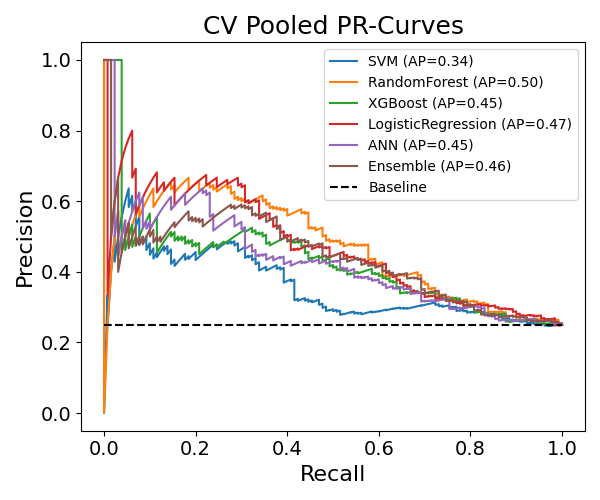 CV Pooled PR-Curves
SVM (AP=0.34)
RandomForest (AP=0.50)
XGBoost (AP=0.45)
LogisticRegression (AP=0.47)
ANN (AP=0.45)
Ensemble (AP=0.46)
Baseline
Precision
1.0
0.8
0.6
0.4
0.2
0.0
0.0 0.2 0.4 0.6 0.8 1.0
Recall